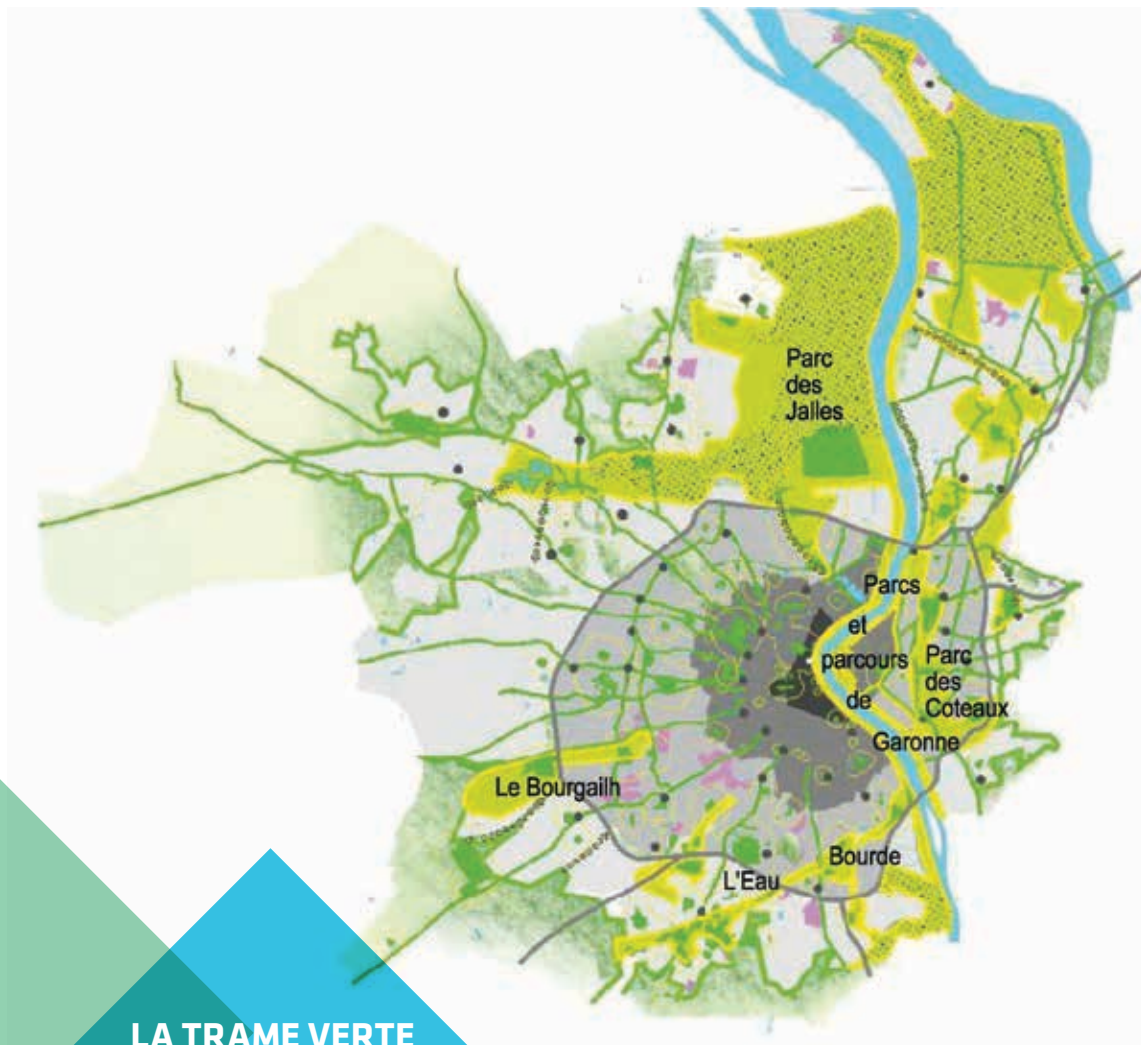 Parc
des
Jalles
Parcs
et
parcours
de
Garonne
Parc
des
Coteaux
Le Bourgailh
Bourde
L'Eau
LA TRAME VERTE